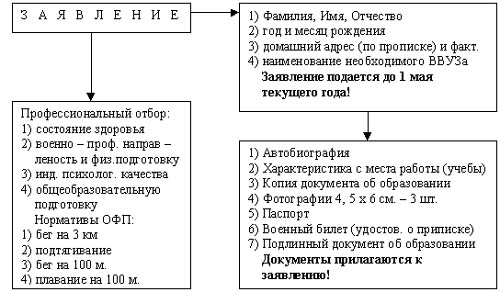 З А Я В Л Е Н И Е
1) Фамилия, Имя, Отчество
2) год и месяц рождения
3) домашний адрес (по прописке) и факт.
4) наименование необходимого ВВУЗа
Заявление подается до 1 мая
текущего года!
Профессиональный отбор:
1) состояние здоровья
2) военно – проф. направ –
леность и физ.подготовку
3) инд. психолог. качества
4) общеобразовательную
подготовку
Нормативы ОФП:
1) бег на 3 км
2) подтягивание
3) бег на 100 м.
4) плавание на 100 м.
1) Автобиография
2) Характеристика с места работы (учебы)
3) Копия документа об образовании
4) Фотографии 4, 5 х 6 см. – 3 шт.
5) Паспорт
6) Военный билет (удостов. о приписке)
7) Подлинный документ об образовании
Документы прилагаются к
заявлению!